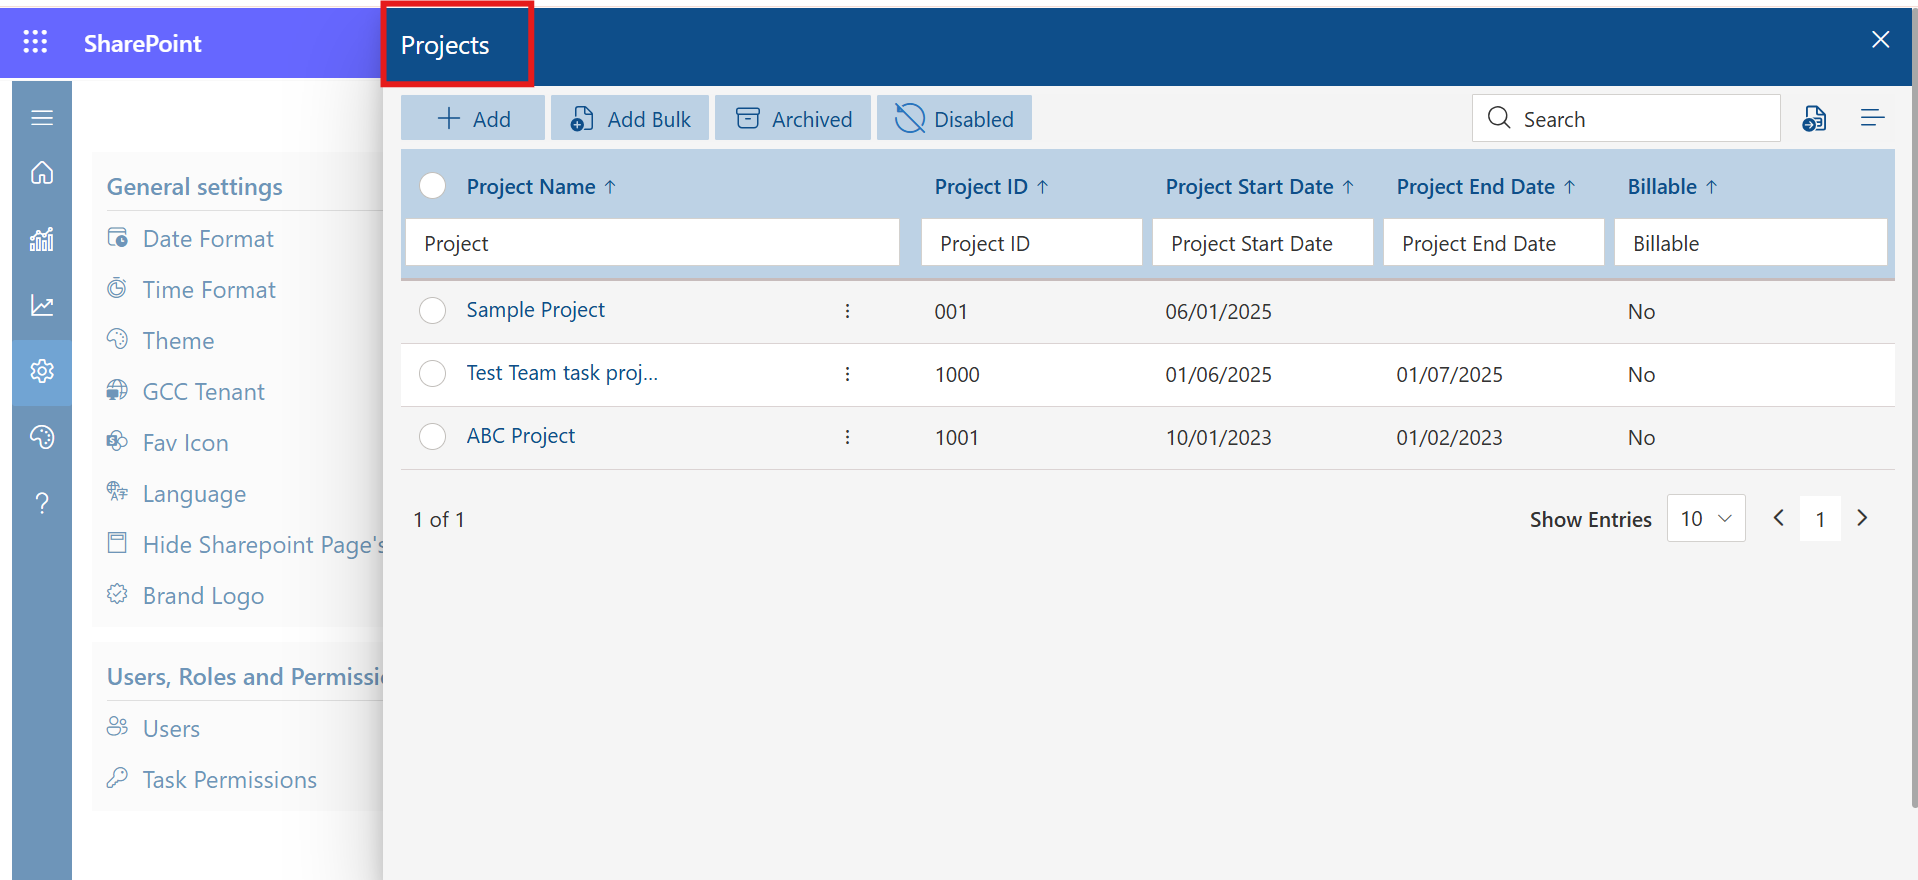 SharePoint
Projects
Add
Add Bulk
Archived
Disabled
Search
General settings
Date Format
Time Format
Theme
GCC Tenant
Fav Icon
Language
Hide Sharepoint Page's
Brand Logo
Users, Roles and Permissi
Users
Task Permissions
Project Name ↑ Project ID ↑ Project Start Date ↑ Project End Date ↑ Billable ↑
Project Project ID Project Start Date Project End Date Billable
Sample Project 001 06/01/2025 No
Test Team task proj... 1000 01/06/2025 01/07/2025 No
ABC Project 1001 10/01/2023 01/02/2023 No
1 of 1
Show Entries 10 1